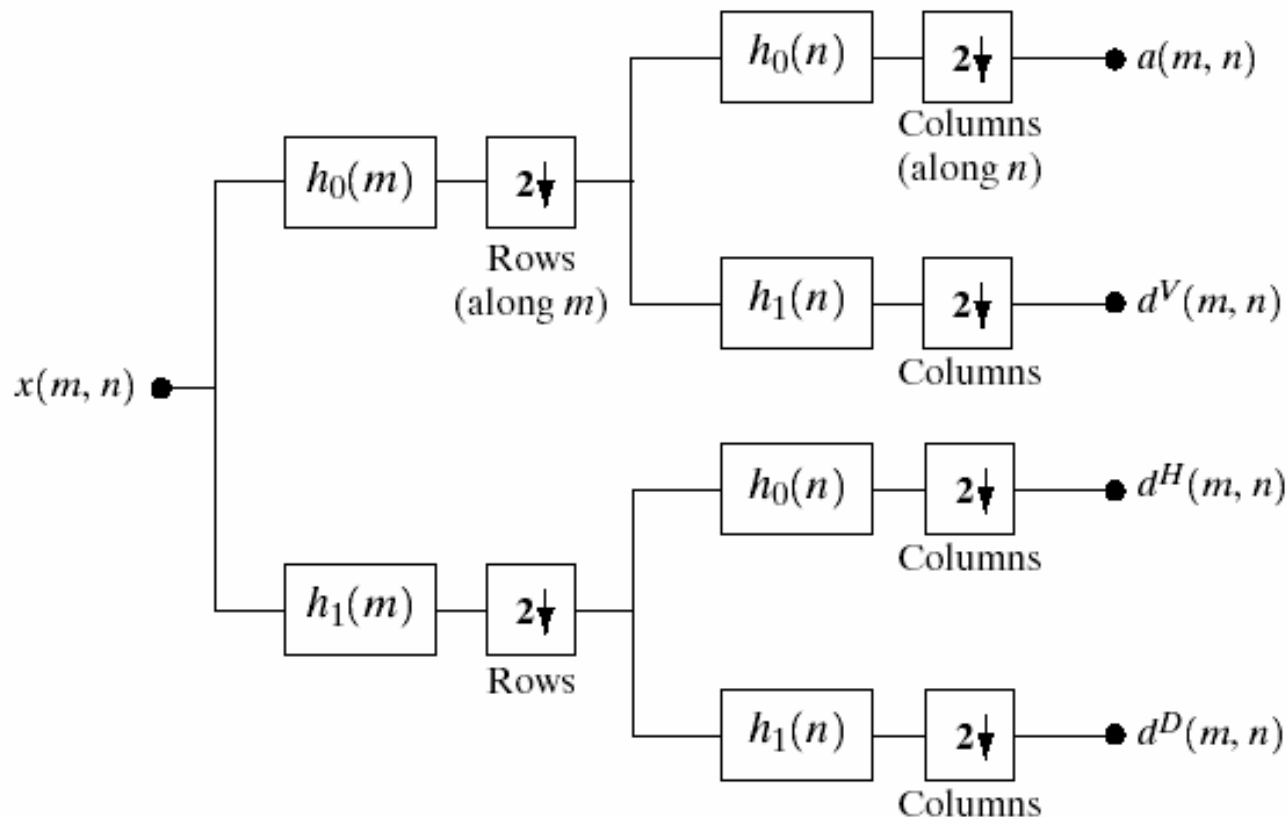 h₀(n) 2↓ a(m, n)
Columns
(along n)
h₀(m) 2↓
Rows
(along m)
h₁(n) 2↓ dⱽ(m, n)
Columns
x(m, n)
h₀(n) 2↓ dᴴ(m, n)
Columns
h₁(m) 2↓
Rows
h₁(n) 2↓ dᴰ(m, n)
Columns